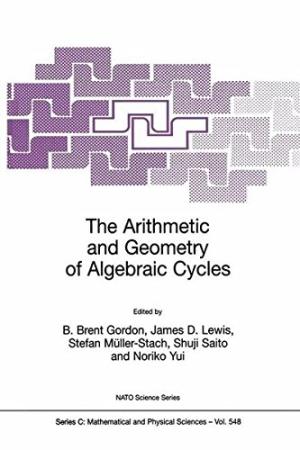 The Arithmetic
and Geometry
of Algebraic Cycles
Edited by
B. Brent Gordon, James D. Lewis,
Stefan Müller-Stach, Shuji Saito
and Noriko Yui
NATO Science Series
Series C: Mathematical and Physical Sciences – Vol. 548